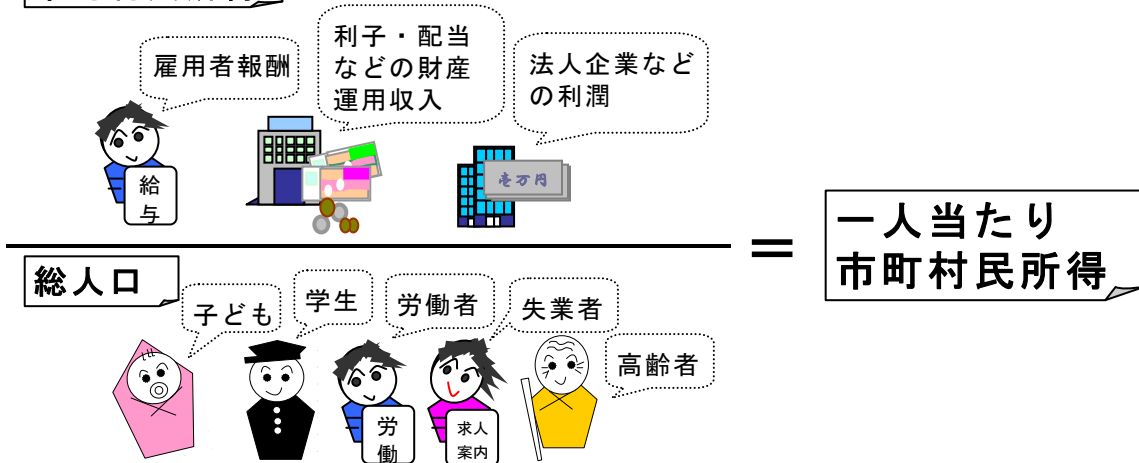 雇用者報酬
利子・配当
などの財産
運用収入
法人企業など
の利潤
給
与
壱万円
一人当たり
市町村民所得
=
総人口
子ども
学生
労働者
失業者
高齢者
労
働
求人
案内